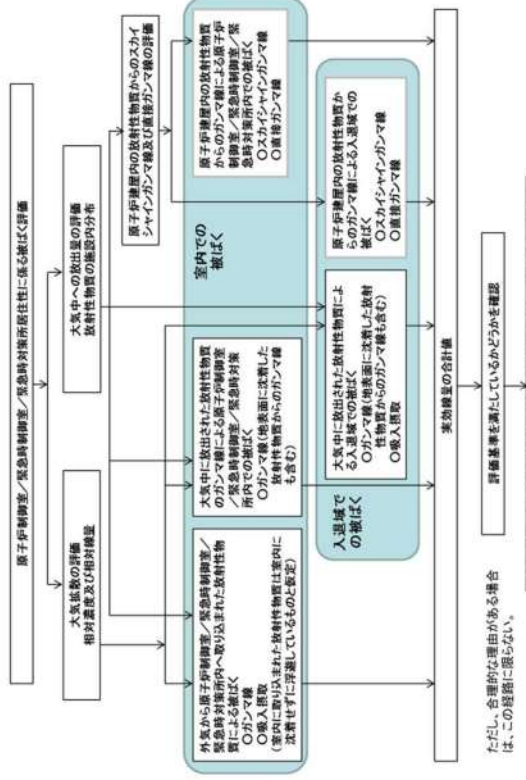 原子炉制御室/緊急時制御室/緊急時対策所居住性に係る被ばく評価
大気拡散の評価
相対濃度及び相対線量
大気中への放出量の評価
放射性物質の施設内分布
原子炉建屋内の放射性物質からのスカイ
シャインガンマ線及び直接ガンマ線の評価
室内での
被ばく
外気から原子炉制御室/緊急時制御室/
緊急時対策所内へ取り込まれた放射性物
質による被ばく
○ガンマ線
○吸入摂取
(室内に取り込まれた放射性物質は室内に
沈着せずに浮遊しているものと仮定)
大気中に放出された放射性物質
のガンマ線による原子炉制御室
/緊急時制御室/緊急時対策
所内での被ばく
○ガンマ線(地表面に沈着した
放射性物質からのガンマ線
も含む)
原子炉建屋内の放射性物質
からのガンマ線による原子炉
制御室/緊急時制御室/緊
急時対策所内での被ばく
○スカイシャインガンマ線
○直接ガンマ線
入退域で
の被ばく
大気中に放出された放射性物質によ
る入退域での被ばく
○ガンマ線(地表面に沈着した放射
性物質からのガンマ線も含む)
○吸入摂取
原子炉建屋内の放射性物質か
らのガンマ線による入退域での
被ばく
○スカイシャインガンマ線
○直接ガンマ線
実効線量の合計値
評価基準を満たしているかどうかを確認
ただし、合理的な理由がある場合
は、この経路に限らない。